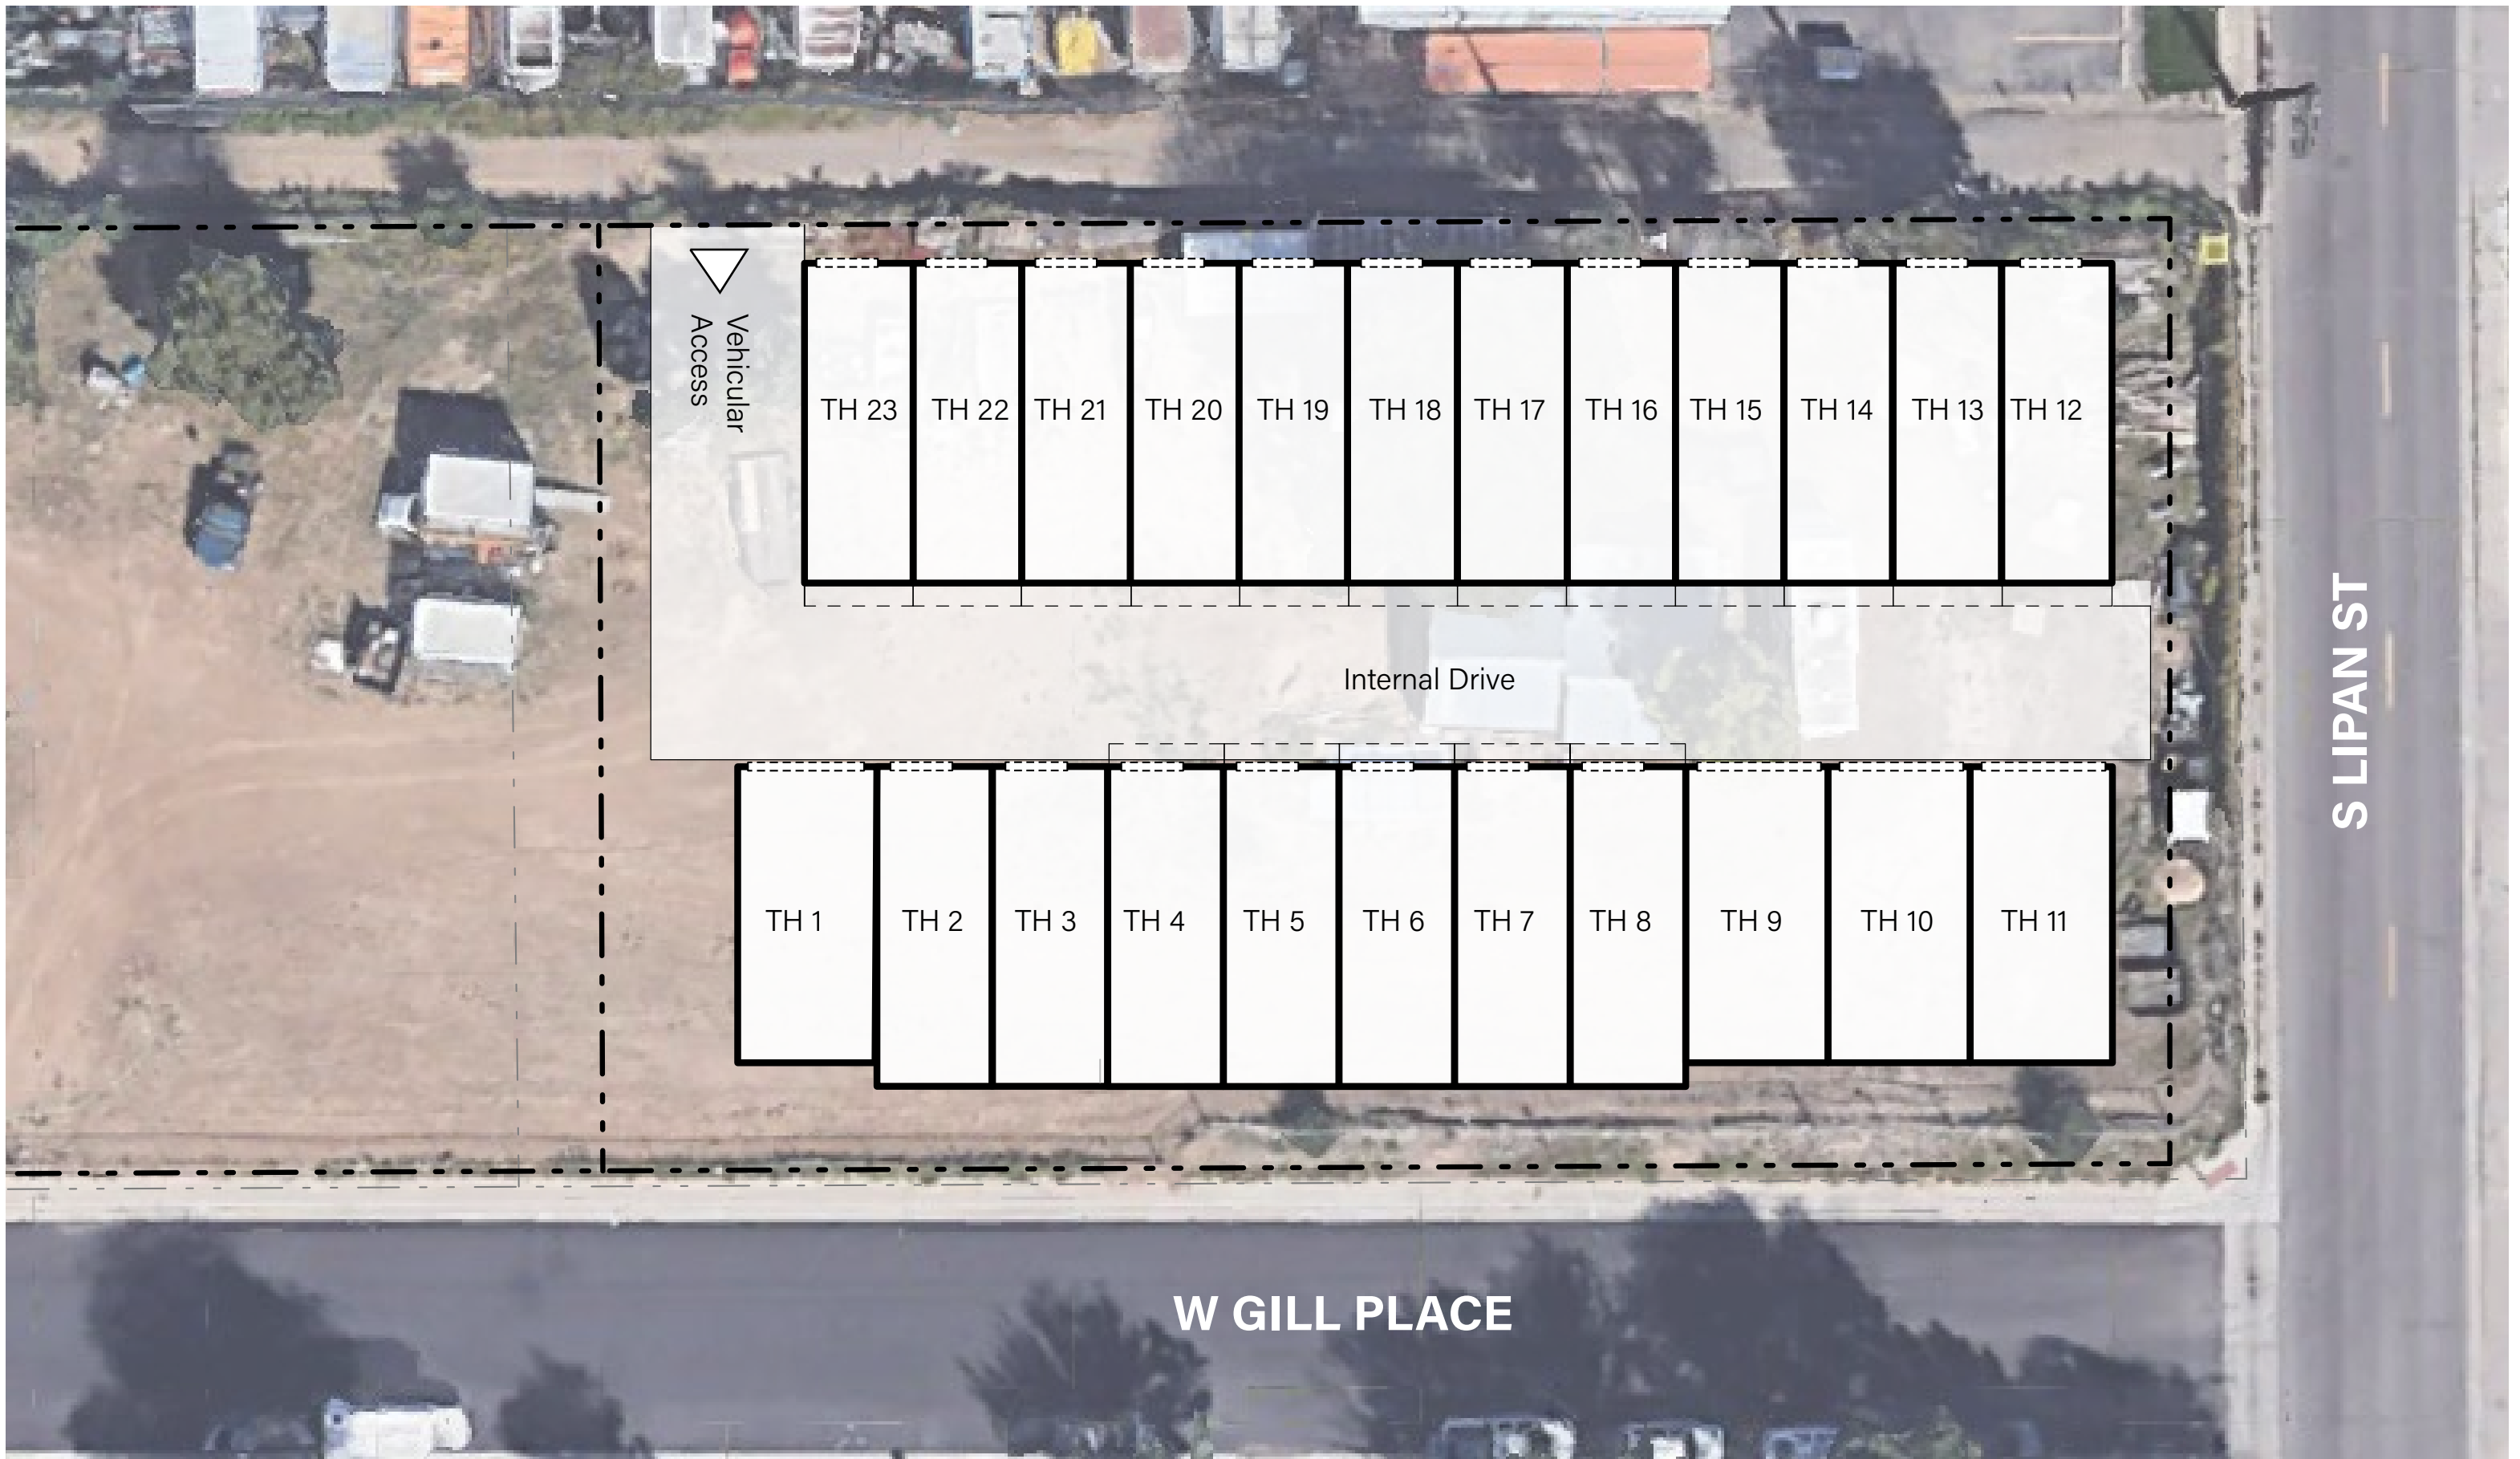 Vehicular
Access
TH 23
TH 22
TH 21
TH 20
TH 19
TH 18
TH 17
TH 16
TH 15
TH 14
TH 13
TH 12
Internal Drive
TH 1
TH 2
TH 3
TH 4
TH 5
TH 6
TH 7
TH 8
TH 9
TH 10
TH 11
S LIPAN ST
W GILL PLACE